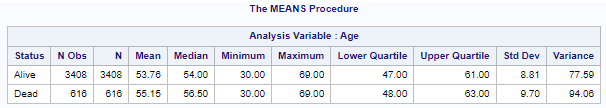 The MEANS Procedure
Analysis Variable : Age
Status N Obs N Mean Median Minimum Maximum Lower Quartile Upper Quartile Std Dev Variance
Alive 3408 3408 53.76 54.00 30.00 69.00 47.00 61.00 8.81 77.59
Dead 616 616 55.15 56.50 30.00 69.00 48.00 63.00 9.70 94.06